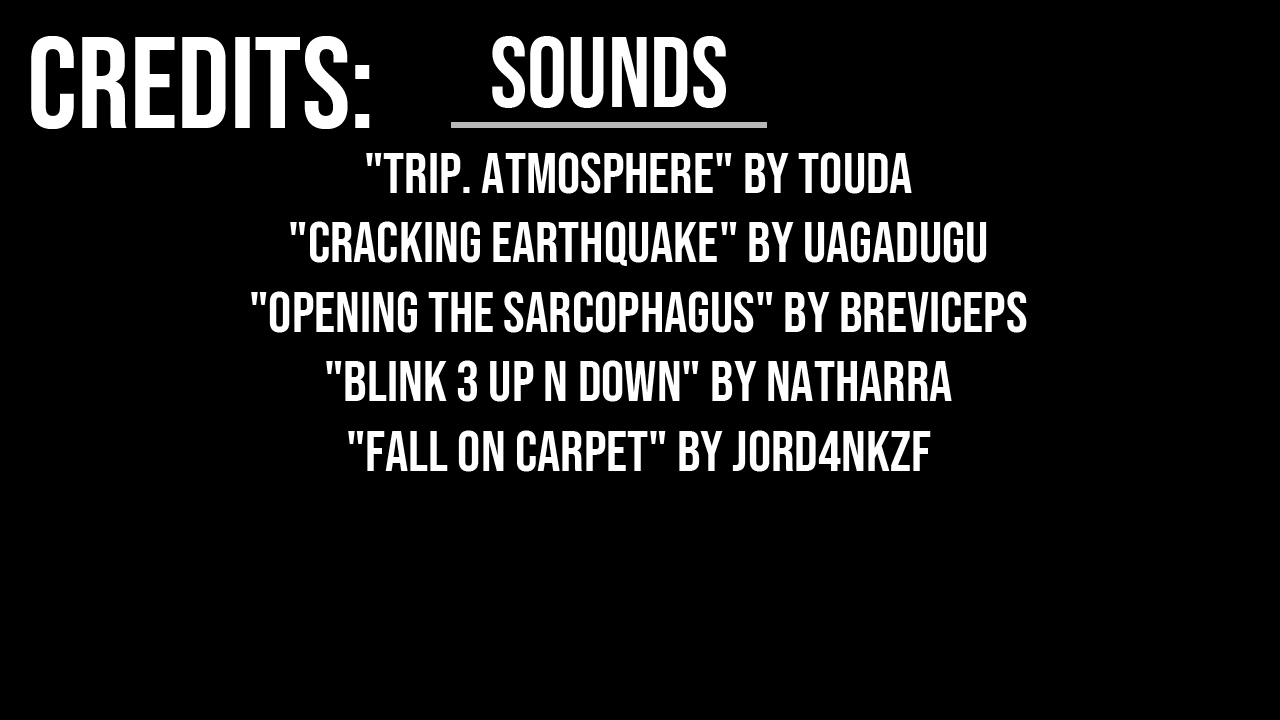 CREDITS: SOUNDS
"TRIP. ATMOSPHERE" BY TOUDA
"CRACKING EARTHQUAKE" BY UAGADUGU
"OPENING THE SARCOPHAGUS" BY BREVICEPS
"BLINK 3 UP N DOWN" BY NATHARRA
"FALL ON CARPET" BY JORD4NKZF